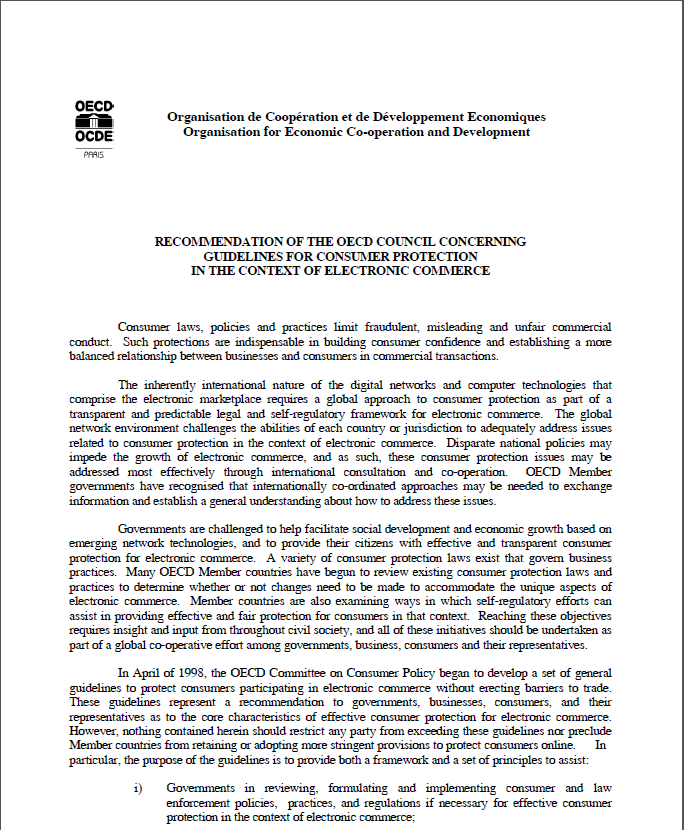 OECD
OCDE
PARIS
Organisation de Coopération et de Développement Economiques
Organisation for Economic Co-operation and Development
RECOMMENDATION OF THE OECD COUNCIL CONCERNING
GUIDELINES FOR CONSUMER PROTECTION
IN THE CONTEXT OF ELECTRONIC COMMERCE
Consumer laws, policies and practices limit fraudulent, misleading and unfair commercial
conduct. Such protections are indispensable in building consumer confidence and establishing a more
balanced relationship between businesses and consumers in commercial transactions.
The inherently international nature of the digital networks and computer technologies that
comprise the electronic marketplace requires a global approach to consumer protection as part of a
transparent and predictable legal and self-regulatory framework for electronic commerce. The global
network environment challenges the abilities of each country or jurisdiction to adequately address issues
related to consumer protection in the context of electronic commerce. Disparate national policies may
impede the growth of electronic commerce, and as such, these consumer protection issues may be
addressed most effectively through international consultation and co-operation. OECD Member
governments have recognised that internationally co-ordinated approaches may be needed to exchange
information and establish a general understanding about how to address these issues.
Governments are challenged to help facilitate social development and economic growth based on
emerging network technologies, and to provide their citizens with effective and transparent consumer
protection for electronic commerce. A variety of consumer protection laws exist that govern business
practices. Many OECD Member countries have begun to review existing consumer protection laws and
practices to determine whether or not changes need to be made to accommodate the unique aspects of
electronic commerce. Member countries are also examining ways in which self-regulatory efforts can
assist in providing effective and fair protection for consumers in that context. Reaching these objectives
requires insight and input from throughout civil society, and all of these initiatives should be undertaken as
part of a global co-operative effort among governments, business, consumers and their representatives.
In April of 1998, the OECD Committee on Consumer Policy began to develop a set of general
guidelines to protect consumers participating in electronic commerce without erecting barriers to trade.
These guidelines represent a recommendation to governments, businesses, consumers, and their
representatives as to the core characteristics of effective consumer protection for electronic commerce.
However, nothing contained herein should restrict any party from exceeding these guidelines nor preclude
Member countries from retaining or adopting more stringent provisions to protect consumers online. In
particular, the purpose of the guidelines is to provide both a framework and a set of principles to assist:
i) Governments in reviewing, formulating and implementing consumer and law
enforcement policies, practices, and regulations if necessary for effective consumer
protection in the context of electronic commerce;